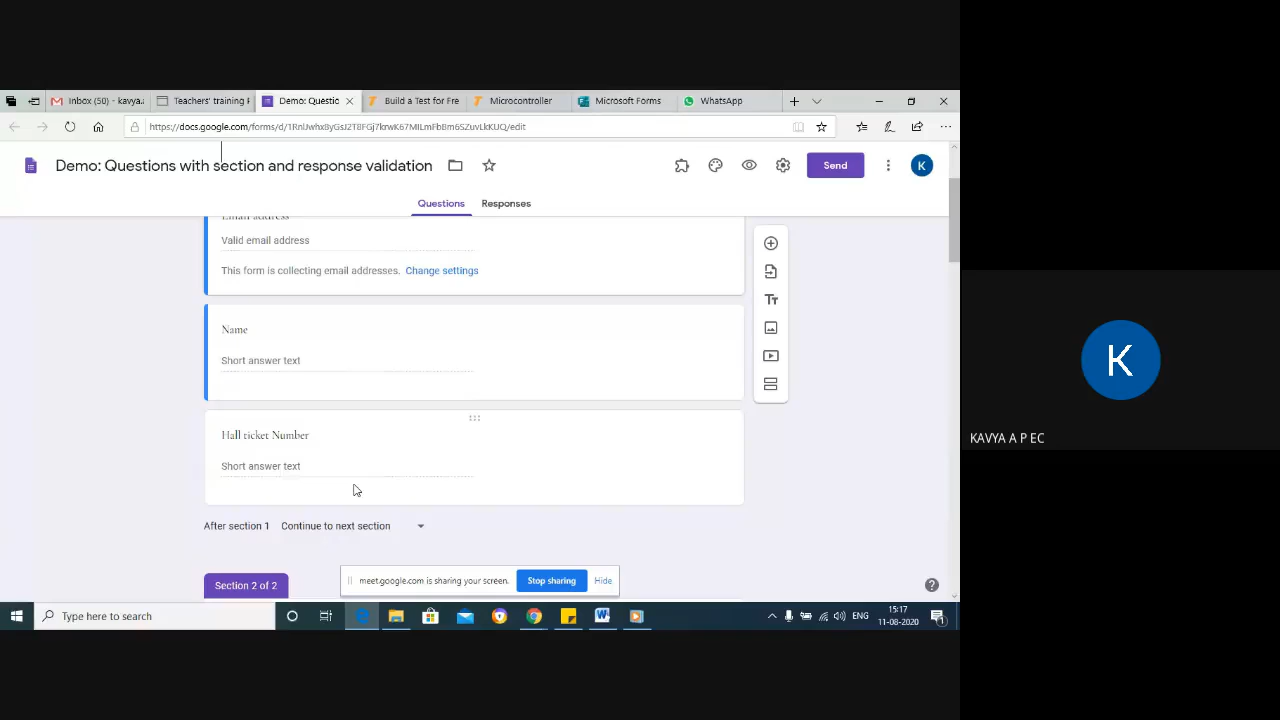 Inbox (50) - kavya.
Teachers' training
Demo: Questio
Build a Test for Fre
Microcontroller
Microsoft Forms
WhatsApp
Demo: Questions with section and response validation
Send
K
Questions
Responses
Email address
Valid email address
This form is collecting email addresses. Change settings
Name
Short answer text
Hall ticket Number
Short answer text
After section 1 Continue to next section
Section 2 of 2
meet.google.com is sharing your screen. Stop sharing Hide
Type here to search
ENG
15:17
11-08-2020
K
KAVYA A P EC